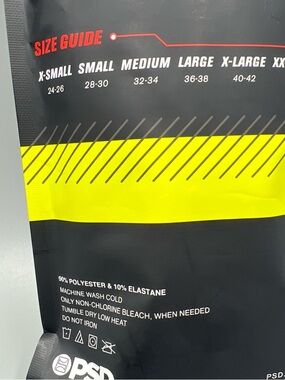 SIZE GUIDE
X-SMALL SMALL MEDIUM LARGE X-LARGE XX
24-26 28-30 32-34 36-38 40-42
90% POLYESTER & 10% ELASTANE
MACHINE WASH COLD
ONLY NON-CHLORINE BLEACH, WHEN NEEDED
TUMBLE DRY LOW HEAT
DO NOT IRON
PSD
PSD